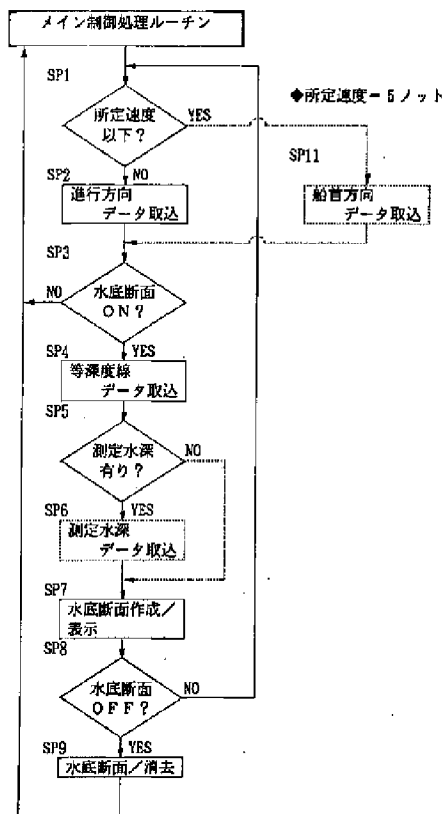 メイン制御処理ルーチン
SP1
所定速度
以下?
YES
◆所定速度=5ノット
SP11
船首方向
データ取込
NO
SP2
進行方向
データ取込
SP3
水底断面
ON?
NO
YES
SP4
等深度線
データ取込
SP5
測定水深
有り?
NO
YES
SP6
測定水深
データ取込
SP7
水底断面作成/
表示
SP8
水底断面
OFF?
NO
YES
SP9
水底断面/消去